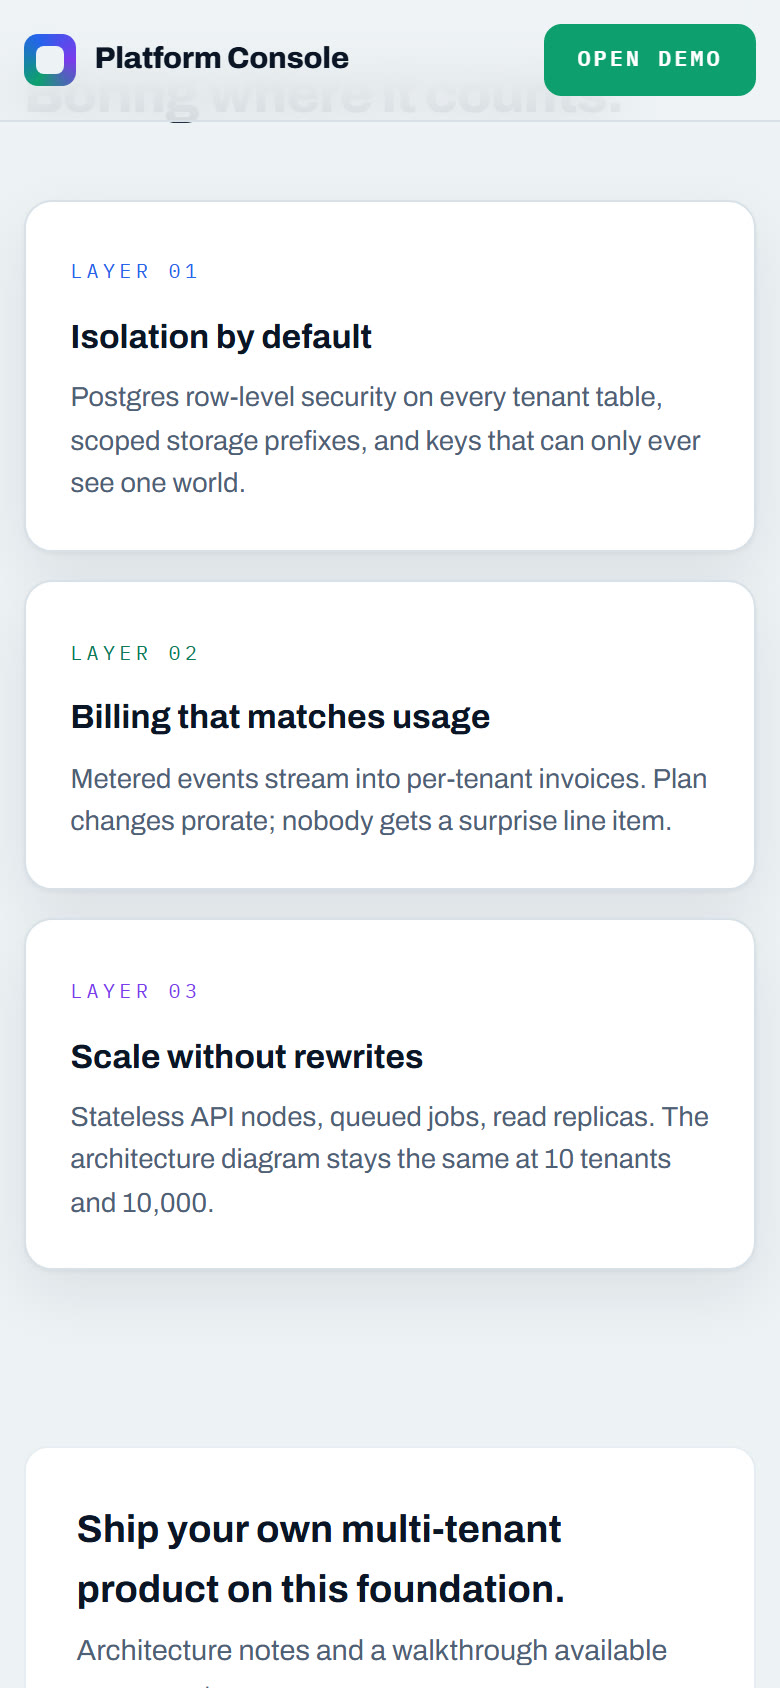 Platform Console
OPEN DEMO
Boring where it counts.
LAYER 01
Isolation by default
Postgres row-level security on every tenant table,
scoped storage prefixes, and keys that can only ever
see one world.
LAYER 02
Billing that matches usage
Metered events stream into per-tenant invoices. Plan
changes prorate; nobody gets a surprise line item.
LAYER 03
Scale without rewrites
Stateless API nodes, queued jobs, read replicas. The
architecture diagram stays the same at 10 tenants
and 10,000.
Ship your own multi-tenant
product on this foundation.
Architecture notes and a walkthrough available